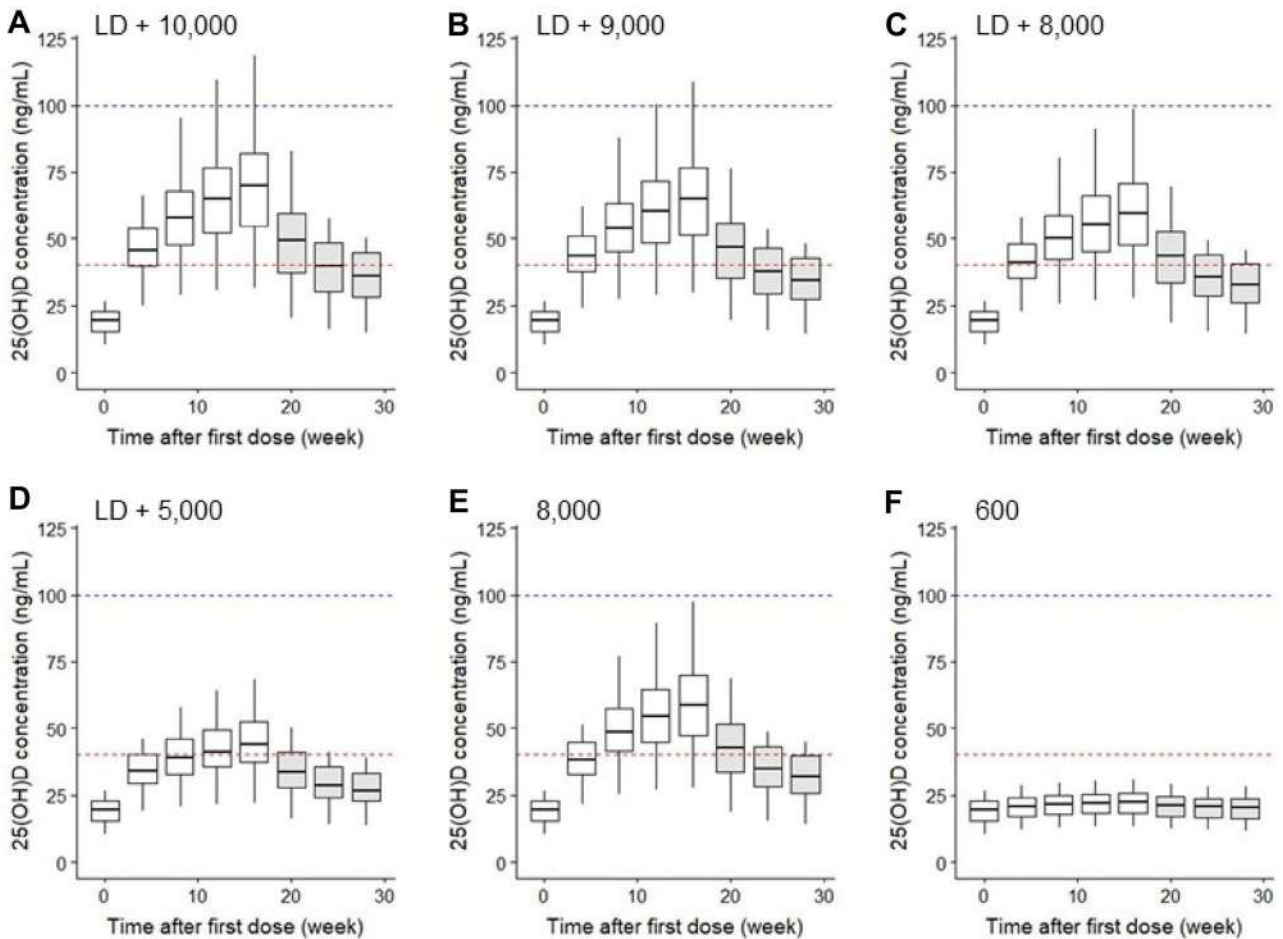 A LD + 10,000
125
100
75
50
25
0
25(OH)D concentration (ng/mL)
0 10 20 30
Time after first dose (week)
B LD + 9,000
125
100
75
50
25
0
25(OH)D concentration (ng/mL)
0 10 20 30
Time after first dose (week)
C LD + 8,000
125
100
75
50
25
0
25(OH)D concentration (ng/mL)
0 10 20 30
Time after first dose (week)
D LD + 5,000
125
100
75
50
25
0
25(OH)D concentration (ng/mL)
0 10 20 30
Time after first dose (week)
E 8,000
125
100
75
50
25
0
25(OH)D concentration (ng/mL)
0 10 20 30
Time after first dose (week)
F 600
125
100
75
50
25
0
25(OH)D concentration (ng/mL)
0 10 20 30
Time after first dose (week)